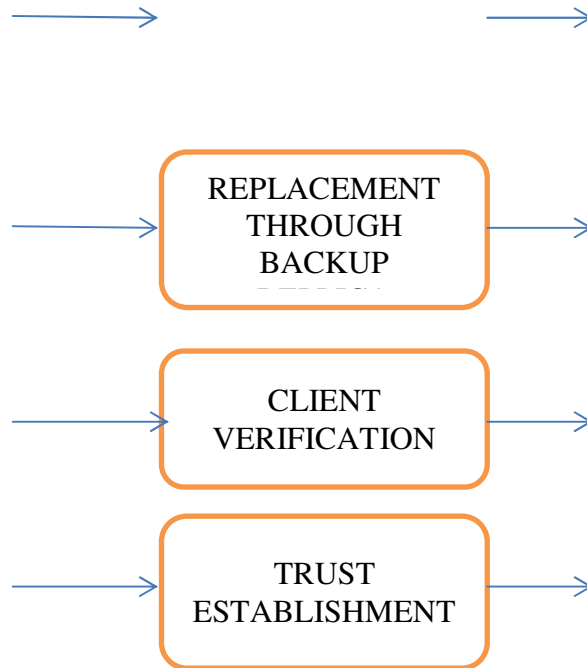 REPLACEMENT
THROUGH
BACKUP
CLIENT
VERIFICATION
TRUST
ESTABLISHMENT